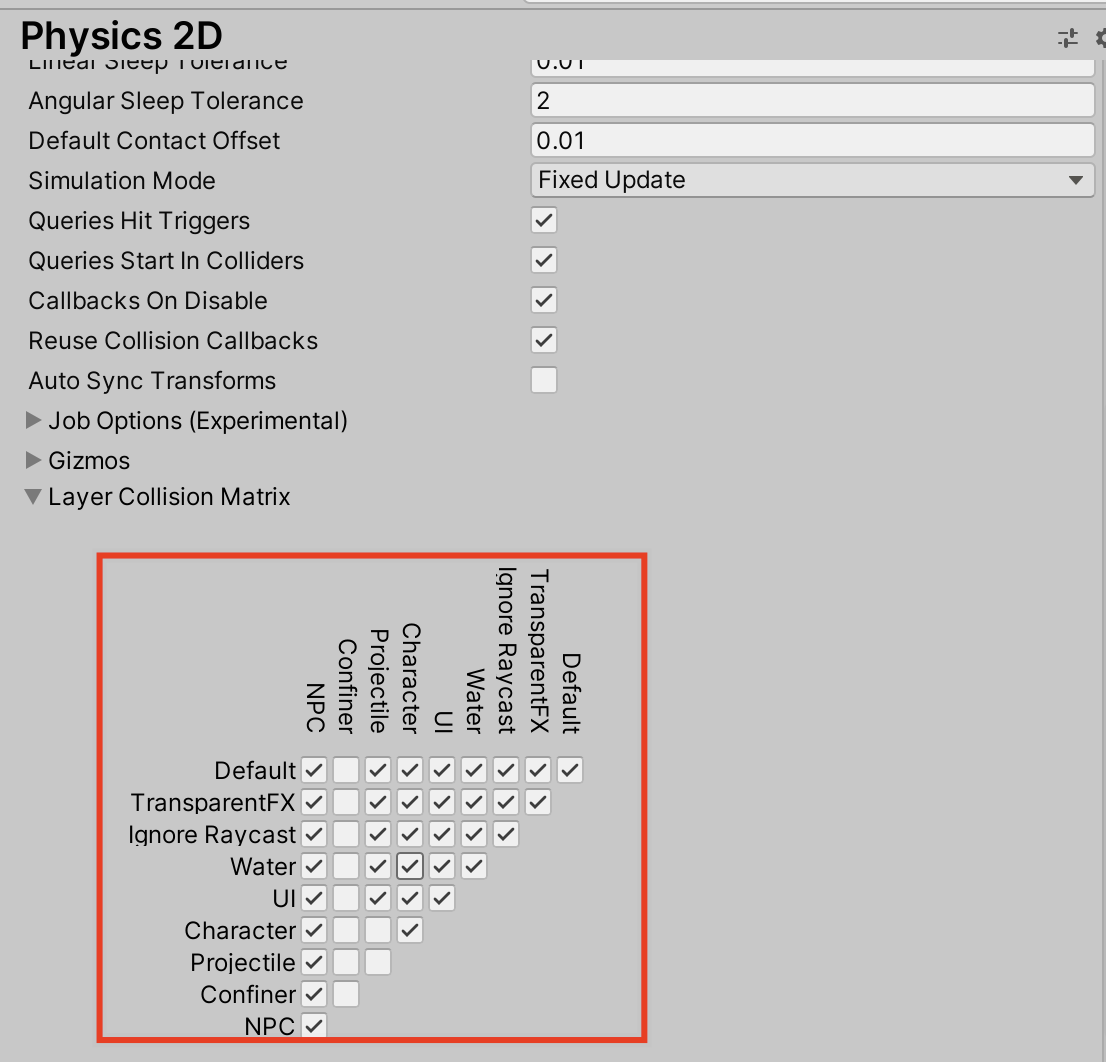 Physics 2D
Linear Sleep Tolerance 0.01
Angular Sleep Tolerance 2
Default Contact Offset 0.01
Simulation Mode Fixed Update
Queries Hit Triggers
Queries Start In Colliders
Callbacks On Disable
Reuse Collision Callbacks
Auto Sync Transforms
Job Options (Experimental)
Gizmos
Layer Collision Matrix
NPC
Confiner
Projectile
Character
UI
Water
Ignore Raycast
TransparentFX
Default
Default
TransparentFX
Ignore Raycast
Water
UI
Character
Projectile
Confiner
NPC